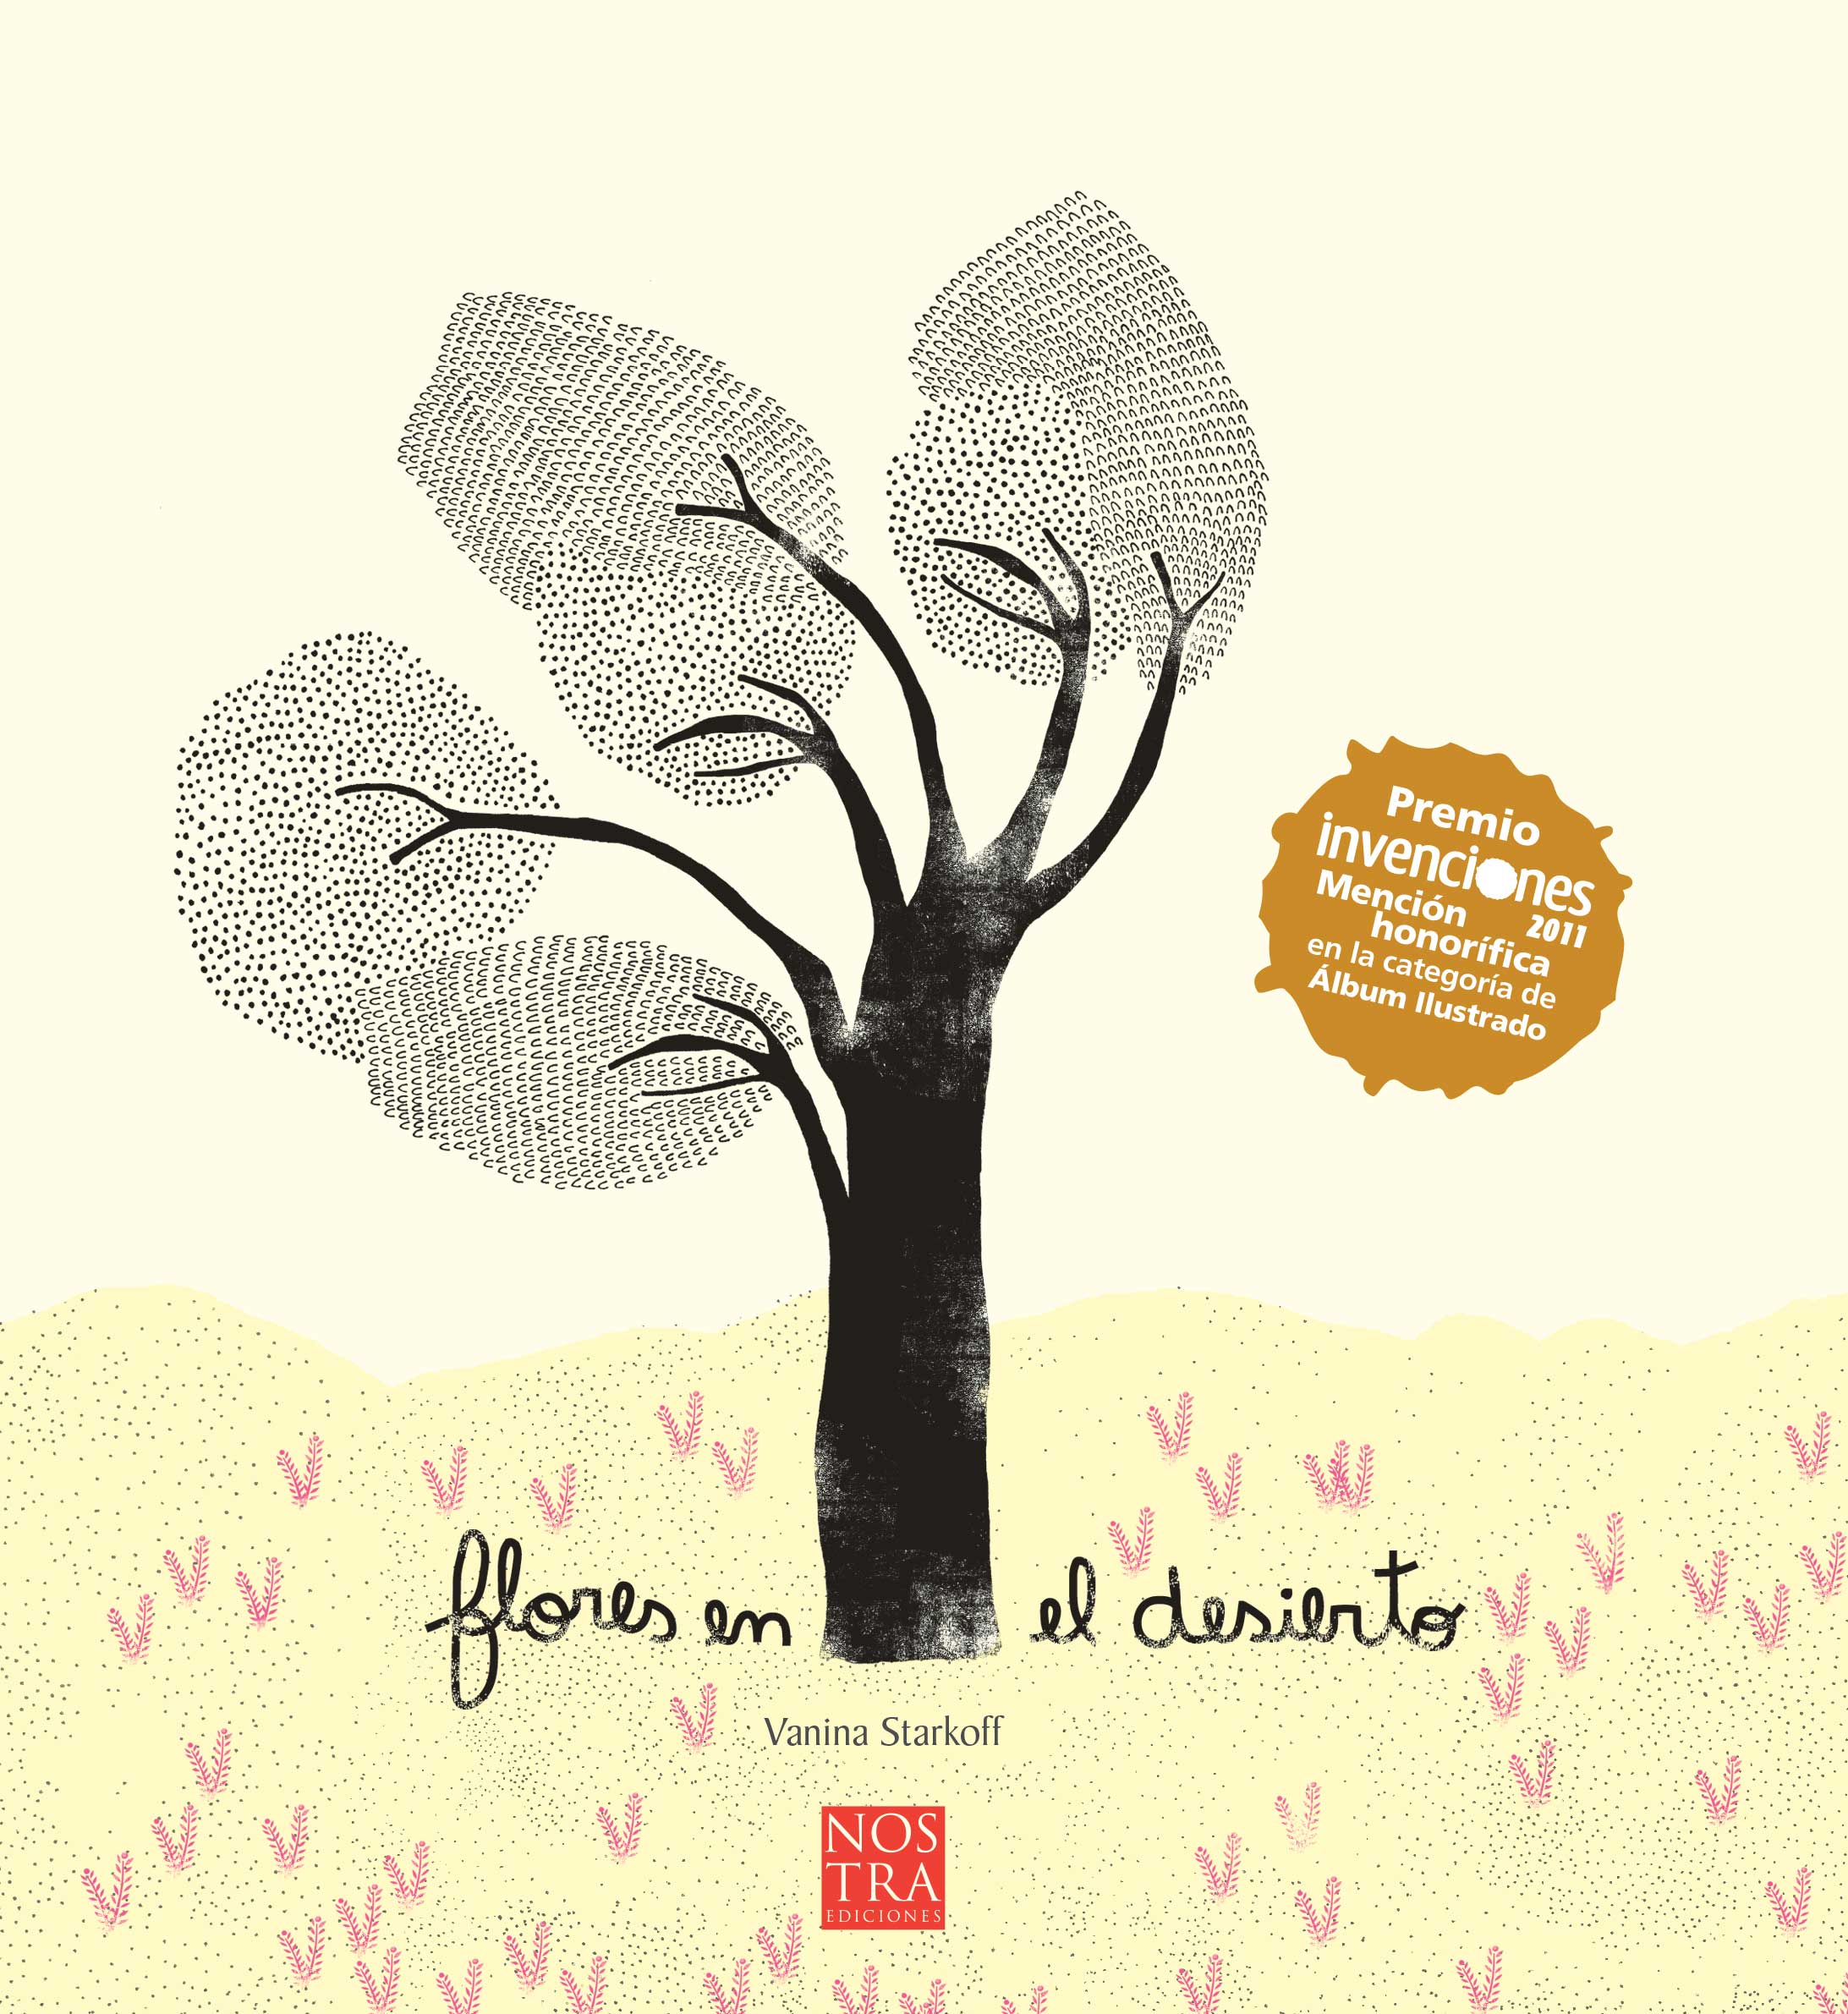 Premio
invenciones
Mención 2011
honorífica
en la categoría de
Álbum Ilustrado
flores en el desierto
Vanina Starkoff
NOS
TRA
EDICIONES